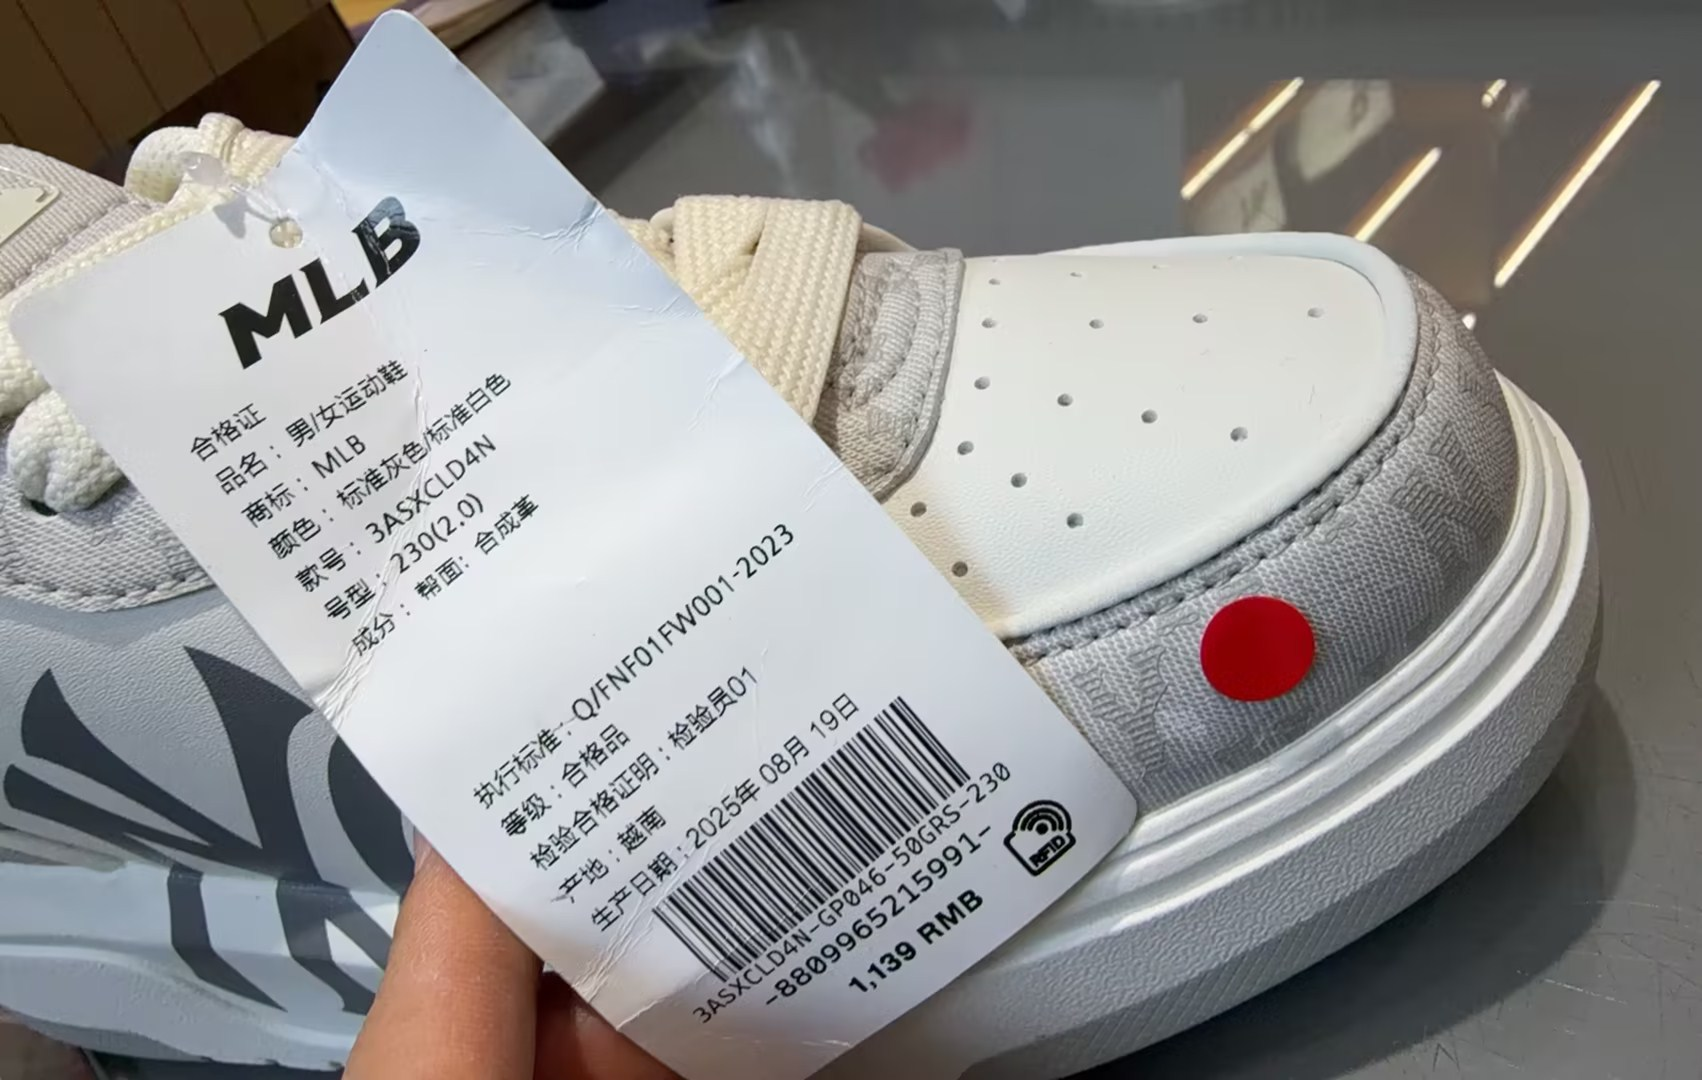 MLB
合格证
品名：男/女运动鞋
商标：MLB
颜色：标准灰色/标准白色
款号：3ASXCLD4N
号型：230(2.0)
成分：帮面：合成革
执行标准：Q/FNF01FW001-2023
等级：合格品
检验合格证明：检验员01
产地：越南
生产日期：2025年 08月 19日
3ASXCLD4N-GP046-50GRS-230
-8809965215991-
1,139 RMB
RFID